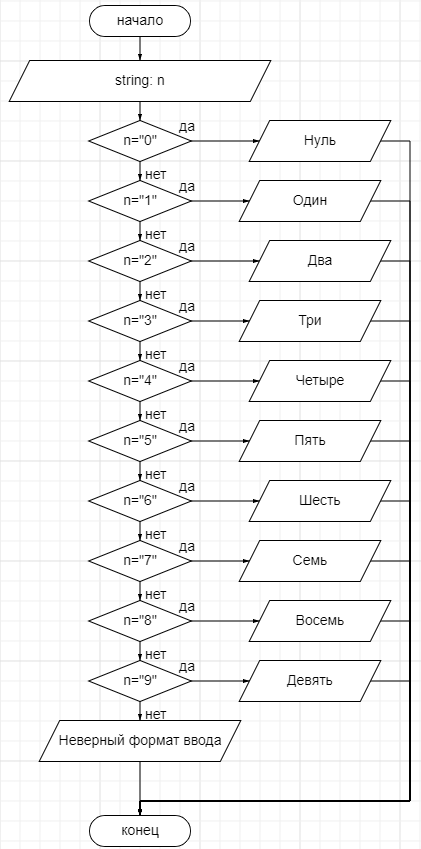 начало
string: n
n="0"
да
Нуль
нет
n="1"
да
Один
нет
n="2"
да
Два
нет
n="3"
да
Три
нет
n="4"
да
Четыре
нет
n="5"
да
Пять
нет
n="6"
да
Шесть
нет
n="7"
да
Семь
нет
n="8"
да
Восемь
нет
n="9"
да
Девять
нет
Неверный формат ввода
конец